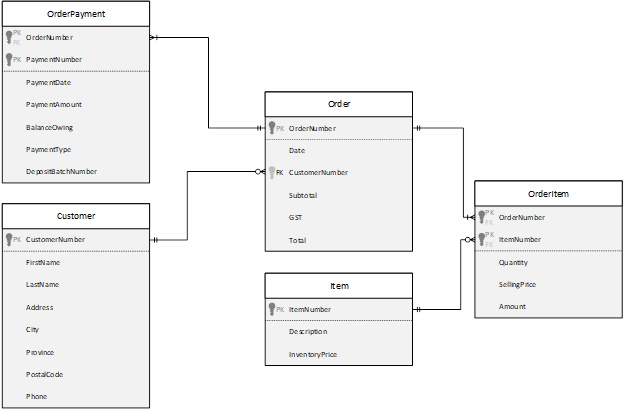 OrderPayment
PK FK OrderNumber
PK PaymentNumber
PaymentDate
PaymentAmount
BalanceOwing
PaymentType
DepositBatchNumber
Customer
PK CustomerNumber
FirstName
LastName
Address
City
Province
PostalCode
Phone
Order
PK OrderNumber
Date
FK CustomerNumber
Subtotal
GST
Total
Item
PK ItemNumber
Description
InventoryPrice
OrderItem
PK FK OrderNumber
PK FK ItemNumber
Quantity
SellingPrice
Amount